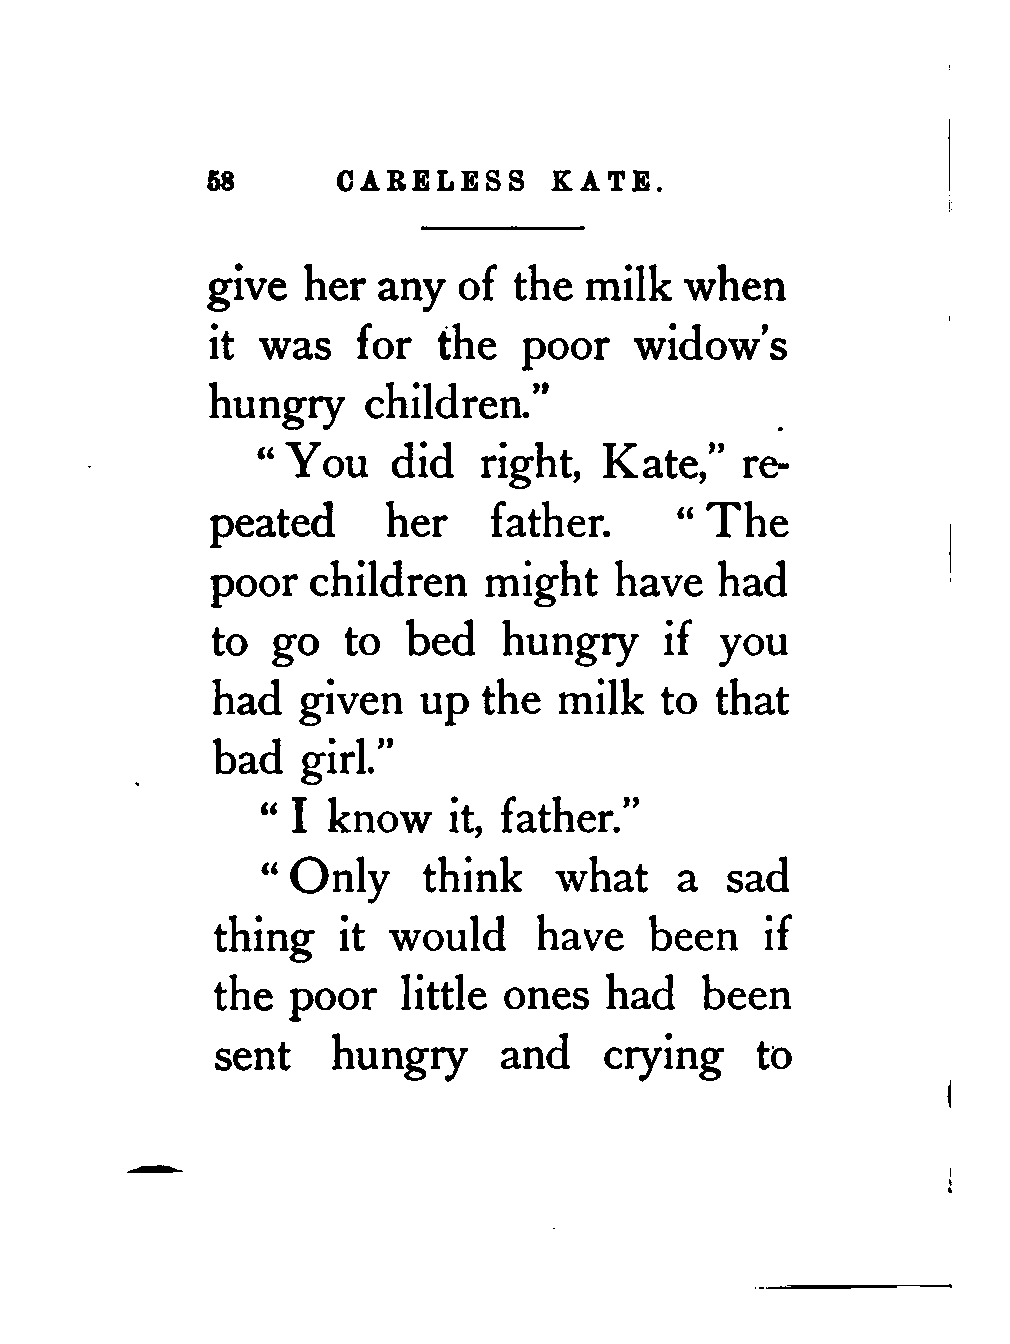 58 CARELESS KATE.
give her any of the milk when
it was for the poor widow's
hungry children."
"You did right, Kate," re-
peated her father. "The
poor children might have had
to go to bed hungry if you
had given up the milk to that
bad girl."
"I know it, father."
"Only think what a sad
thing it would have been if
the poor little ones had been
sent hungry and crying to